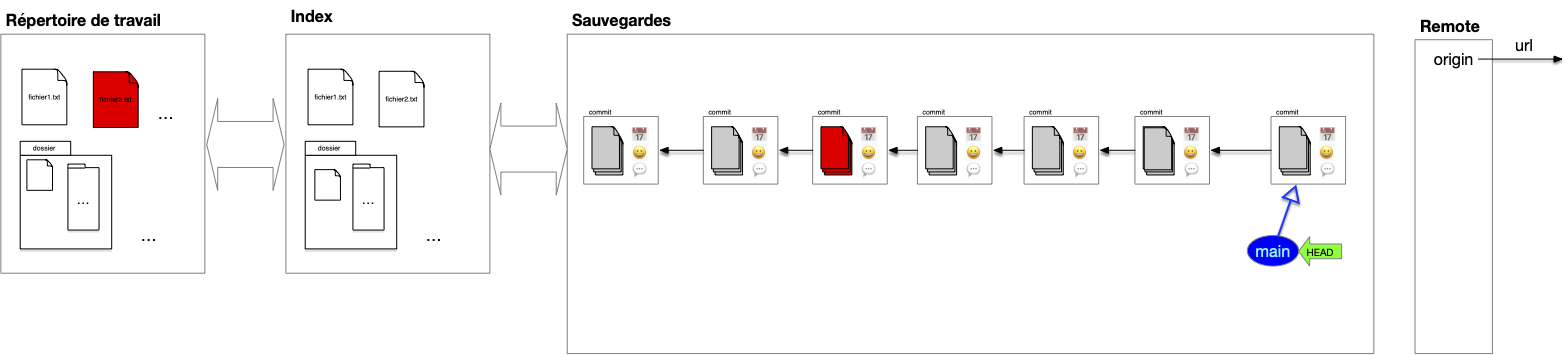 Répertoire de travail
fichier1.txt
fichier2.txt
...
dossier
...
...
Index
fichier1.txt
fichier2.txt
dossier
...
...
Sauvegardes
commit
17
commit
17
commit
17
commit
17
commit
17
commit
17
commit
17
main
HEAD
Remote
origin
url